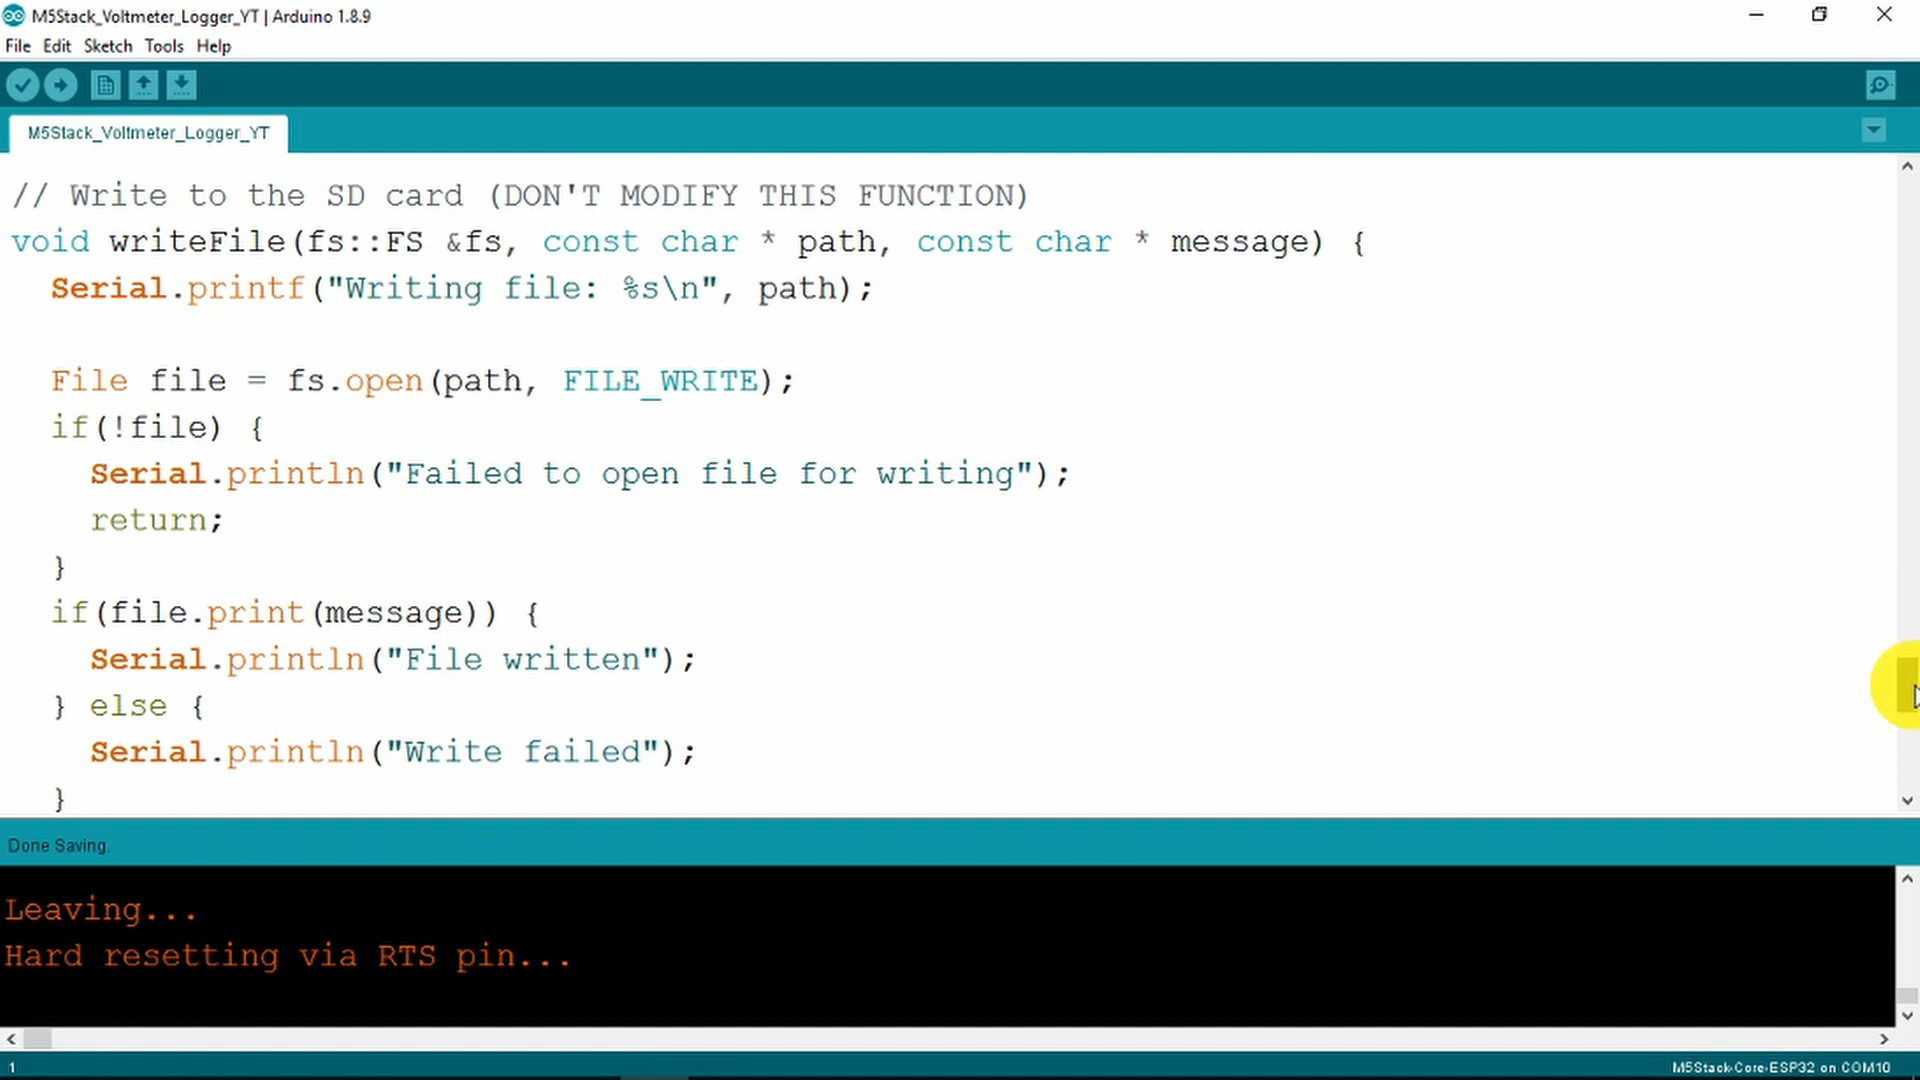 M5Stack_Voltmeter_Logger_YT | Arduino 1.8.9
File Edit Sketch Tools Help
M5Stack_Voltmeter_Logger_YT
// Write to the SD card (DON'T MODIFY THIS FUNCTION)
void writeFile(fs::FS &fs, const char * path, const char * message) {
Serial.printf("Writing file: %s\n", path);
File file = fs.open(path, FILE_WRITE);
if(!file) {
Serial.println("Failed to open file for writing");
return;
}
if(file.print(message)) {
Serial.println("File written");
} else {
Serial.println("Write failed");
}
Done Saving.
Leaving...
Hard resetting via RTS pin...
1 M5Stack-Core-ESP32 on COM10